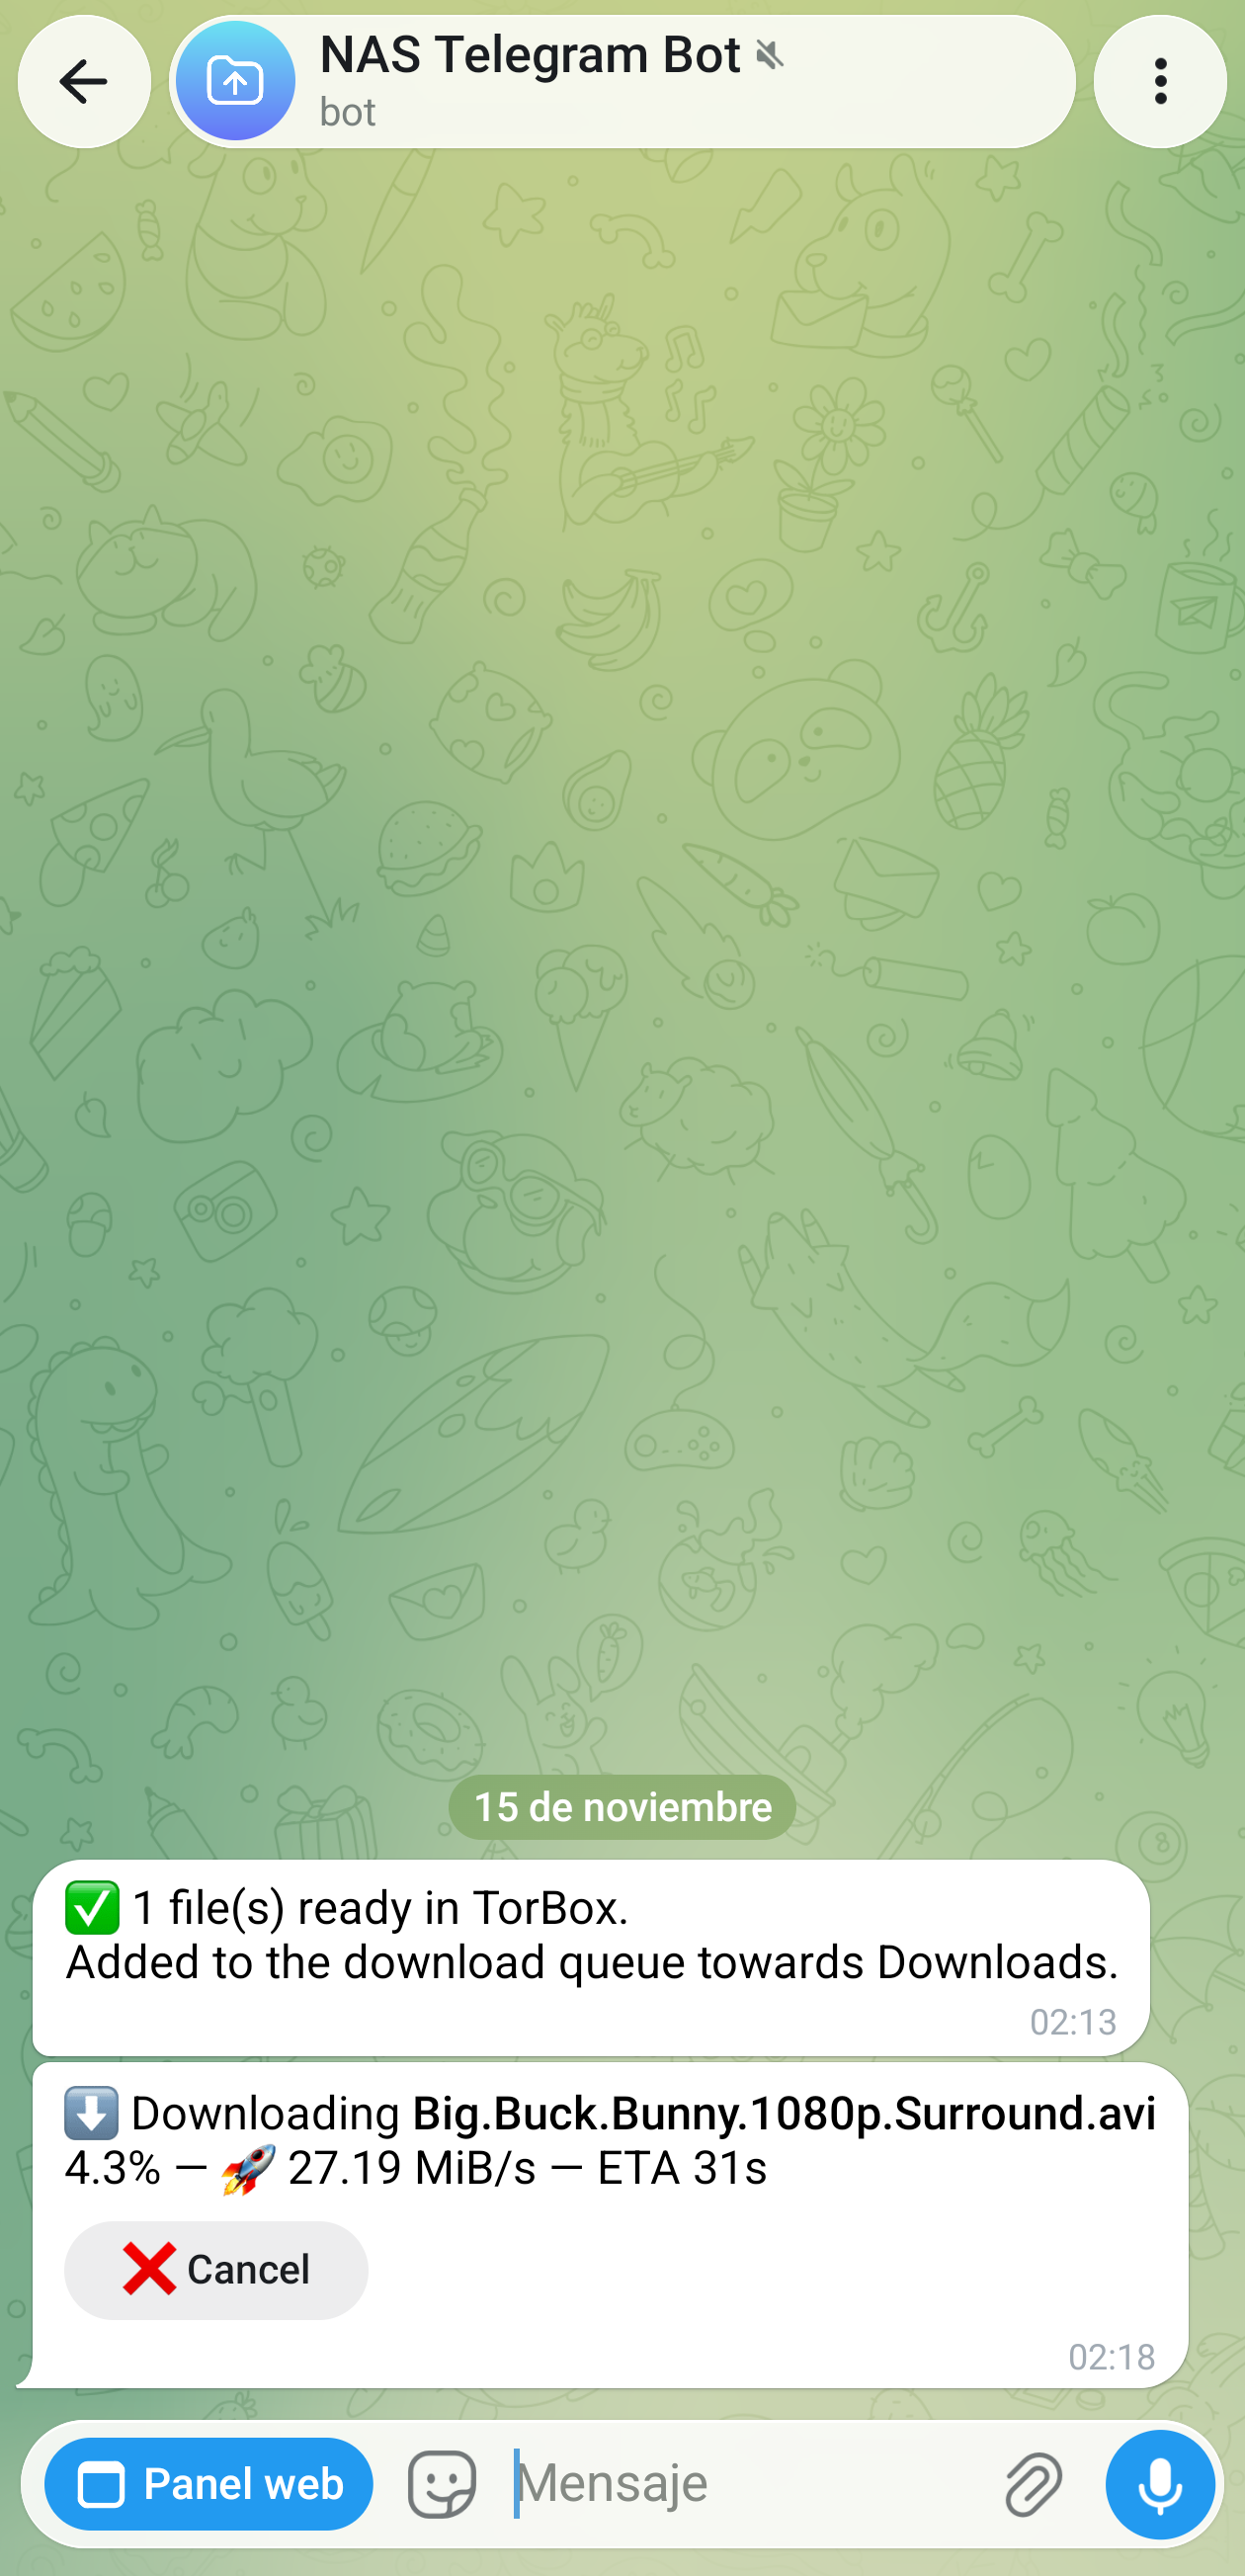 NAS Telegram Bot
bot
15 de noviembre
✅ 1 file(s) ready in TorBox.
Added to the download queue towards Downloads.
02:13
⬇️ Downloading Big.Buck.Bunny.1080p.Surround.avi
4.3% — 🚀 27.19 MiB/s — ETA 31s
❌ Cancel
02:18
Panel web
Mensaje